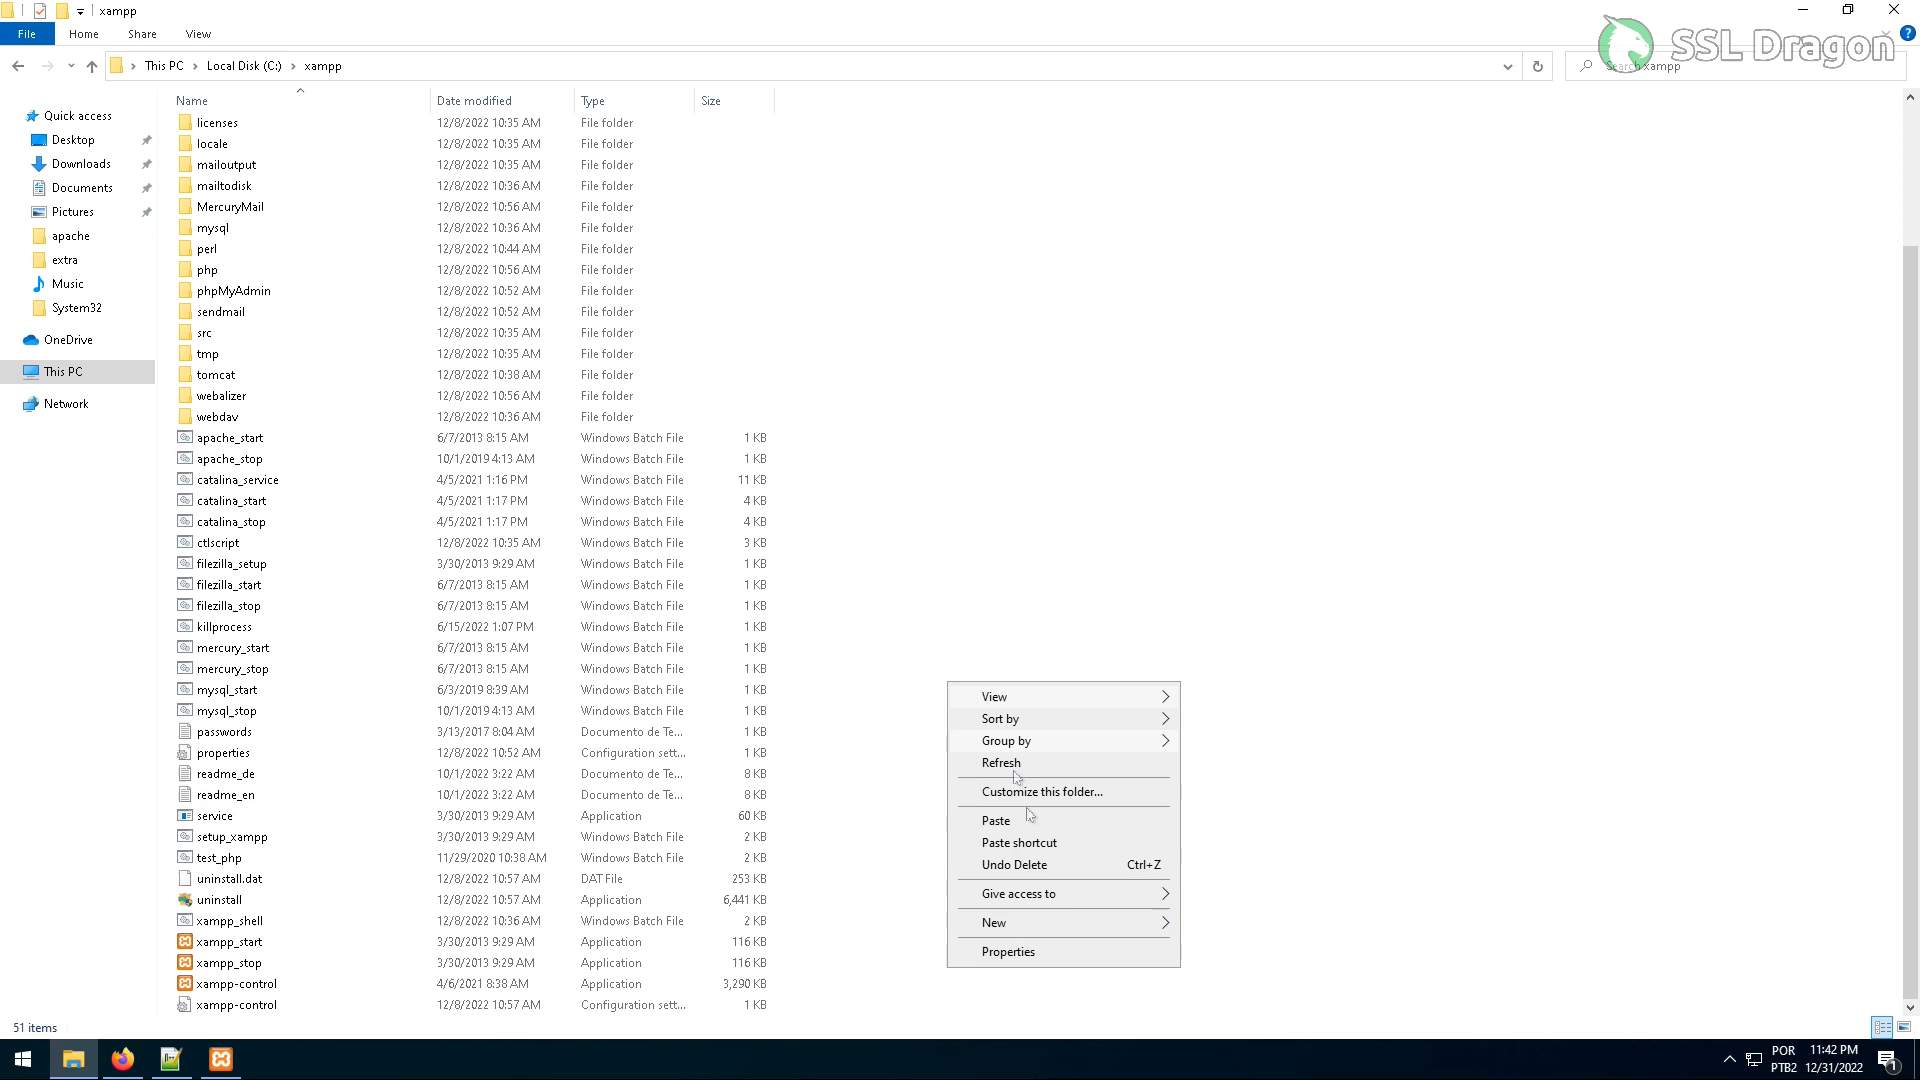 xampp
File Home Share View
SSL Dragon
This PC > Local Disk (C:) > xampp
Search xampp
Name Date modified Type Size
Quick access
Desktop
Downloads
Documents
Pictures
apache
extra
Music
System32
OneDrive
This PC
Network
licenses 12/8/2022 10:35 AM File folder
locale 12/8/2022 10:35 AM File folder
mailoutput 12/8/2022 10:35 AM File folder
mailtodisk 12/8/2022 10:36 AM File folder
MercuryMail 12/8/2022 10:56 AM File folder
mysql 12/8/2022 10:36 AM File folder
perl 12/8/2022 10:44 AM File folder
php 12/8/2022 10:56 AM File folder
phpMyAdmin 12/8/2022 10:52 AM File folder
sendmail 12/8/2022 10:52 AM File folder
src 12/8/2022 10:35 AM File folder
tmp 12/8/2022 10:35 AM File folder
tomcat 12/8/2022 10:38 AM File folder
webalizer 12/8/2022 10:56 AM File folder
webdav 12/8/2022 10:36 AM File folder
apache_start 6/7/2013 8:15 AM Windows Batch File 1 KB
apache_stop 10/1/2019 4:13 AM Windows Batch File 1 KB
catalina_service 4/5/2021 1:16 PM Windows Batch File 11 KB
catalina_start 4/5/2021 1:17 PM Windows Batch File 4 KB
catalina_stop 4/5/2021 1:17 PM Windows Batch File 4 KB
ctlscript 12/8/2022 10:35 AM Windows Batch File 3 KB
filezilla_setup 3/30/2013 9:29 AM Windows Batch File 1 KB
filezilla_start 6/7/2013 8:15 AM Windows Batch File 1 KB
filezilla_stop 6/7/2013 8:15 AM Windows Batch File 1 KB
killprocess 6/15/2022 1:07 PM Windows Batch File 1 KB
mercury_start 6/7/2013 8:15 AM Windows Batch File 1 KB
mercury_stop 6/7/2013 8:15 AM Windows Batch File 1 KB
mysql_start 6/3/2019 8:39 AM Windows Batch File 1 KB
mysql_stop 10/1/2019 4:13 AM Windows Batch File 1 KB
passwords 3/13/2017 8:04 AM Documento de Te... 1 KB
properties 12/8/2022 10:52 AM Configuration sett... 1 KB
readme_de 10/1/2022 3:22 AM Documento de Te... 8 KB
readme_en 10/1/2022 3:22 AM Documento de Te... 8 KB
service 3/30/2013 9:29 AM Application 60 KB
setup_xampp 3/30/2013 9:29 AM Windows Batch File 2 KB
test_php 11/29/2020 10:38 AM Windows Batch File 2 KB
uninstall.dat 12/8/2022 10:57 AM DAT File 253 KB
uninstall 12/8/2022 10:57 AM Application 6,441 KB
xampp_shell 12/8/2022 10:36 AM Windows Batch File 2 KB
xampp_start 3/30/2013 9:29 AM Application 116 KB
xampp_stop 3/30/2013 9:29 AM Application 116 KB
xampp-control 4/6/2021 8:38 AM Application 3,290 KB
xampp-control 12/8/2022 10:57 AM Configuration sett... 1 KB
View
Sort by
Group by
Refresh
Customize this folder...
Paste
Paste shortcut
Undo Delete Ctrl+Z
Give access to
New
Properties
51 items
POR 11:42 PM
PTB2 12/31/2022
1